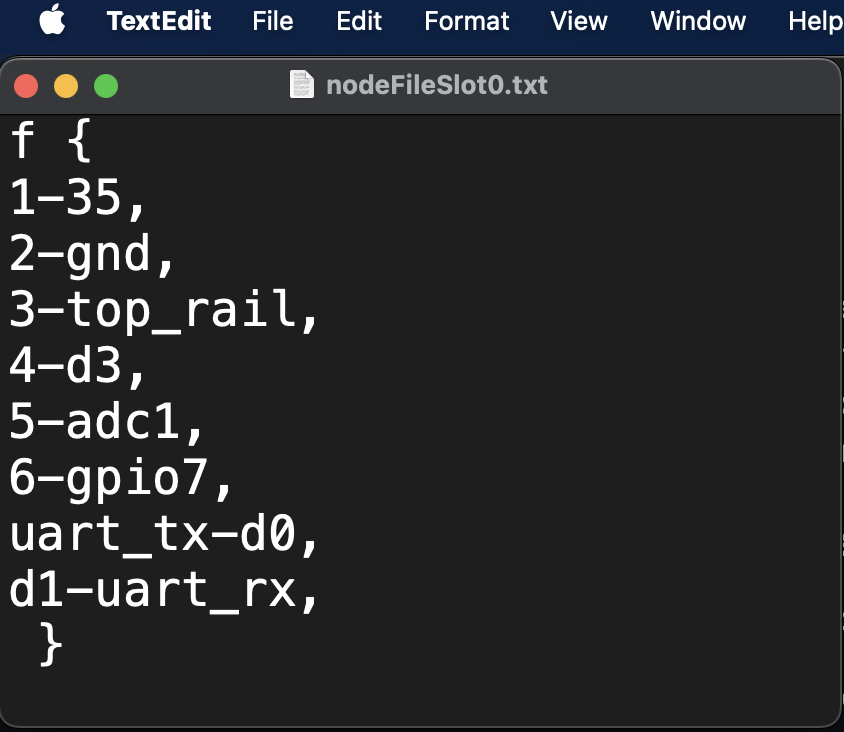 TextEdit File Edit Format View Window Help
nodeFileSlot0.txt
f {
1-35,
2-gnd,
3-top_rail,
4-d3,
5-adc1,
6-gpio7,
uart_tx-d0,
d1-uart_rx,
}